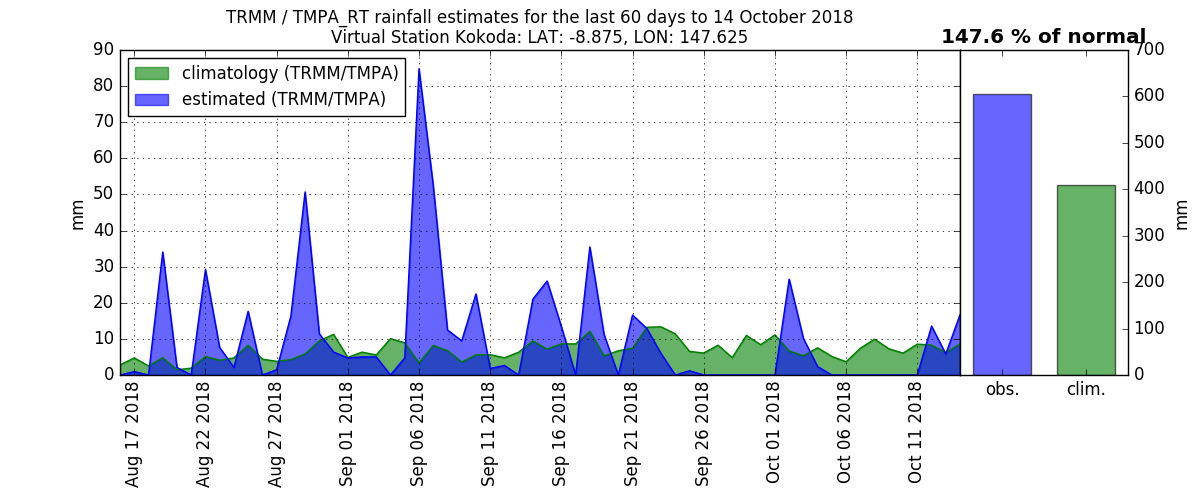 TRMM / TMPA_RT rainfall estimates for the last 60 days to 14 October 2018
Virtual Station Kokoda: LAT: -8.875, LON: 147.625
147.6 % of normal
climatology (TRMM/TMPA)
estimated (TRMM/TMPA)
90
80
70
60
50
40
30
20
10
0
mm
Aug 17 2018
Aug 22 2018
Aug 27 2018
Sep 01 2018
Sep 06 2018
Sep 11 2018
Sep 16 2018
Sep 21 2018
Sep 26 2018
Oct 01 2018
Oct 06 2018
Oct 11 2018
obs.
clim.
700
600
500
400
300
200
100
0
mm